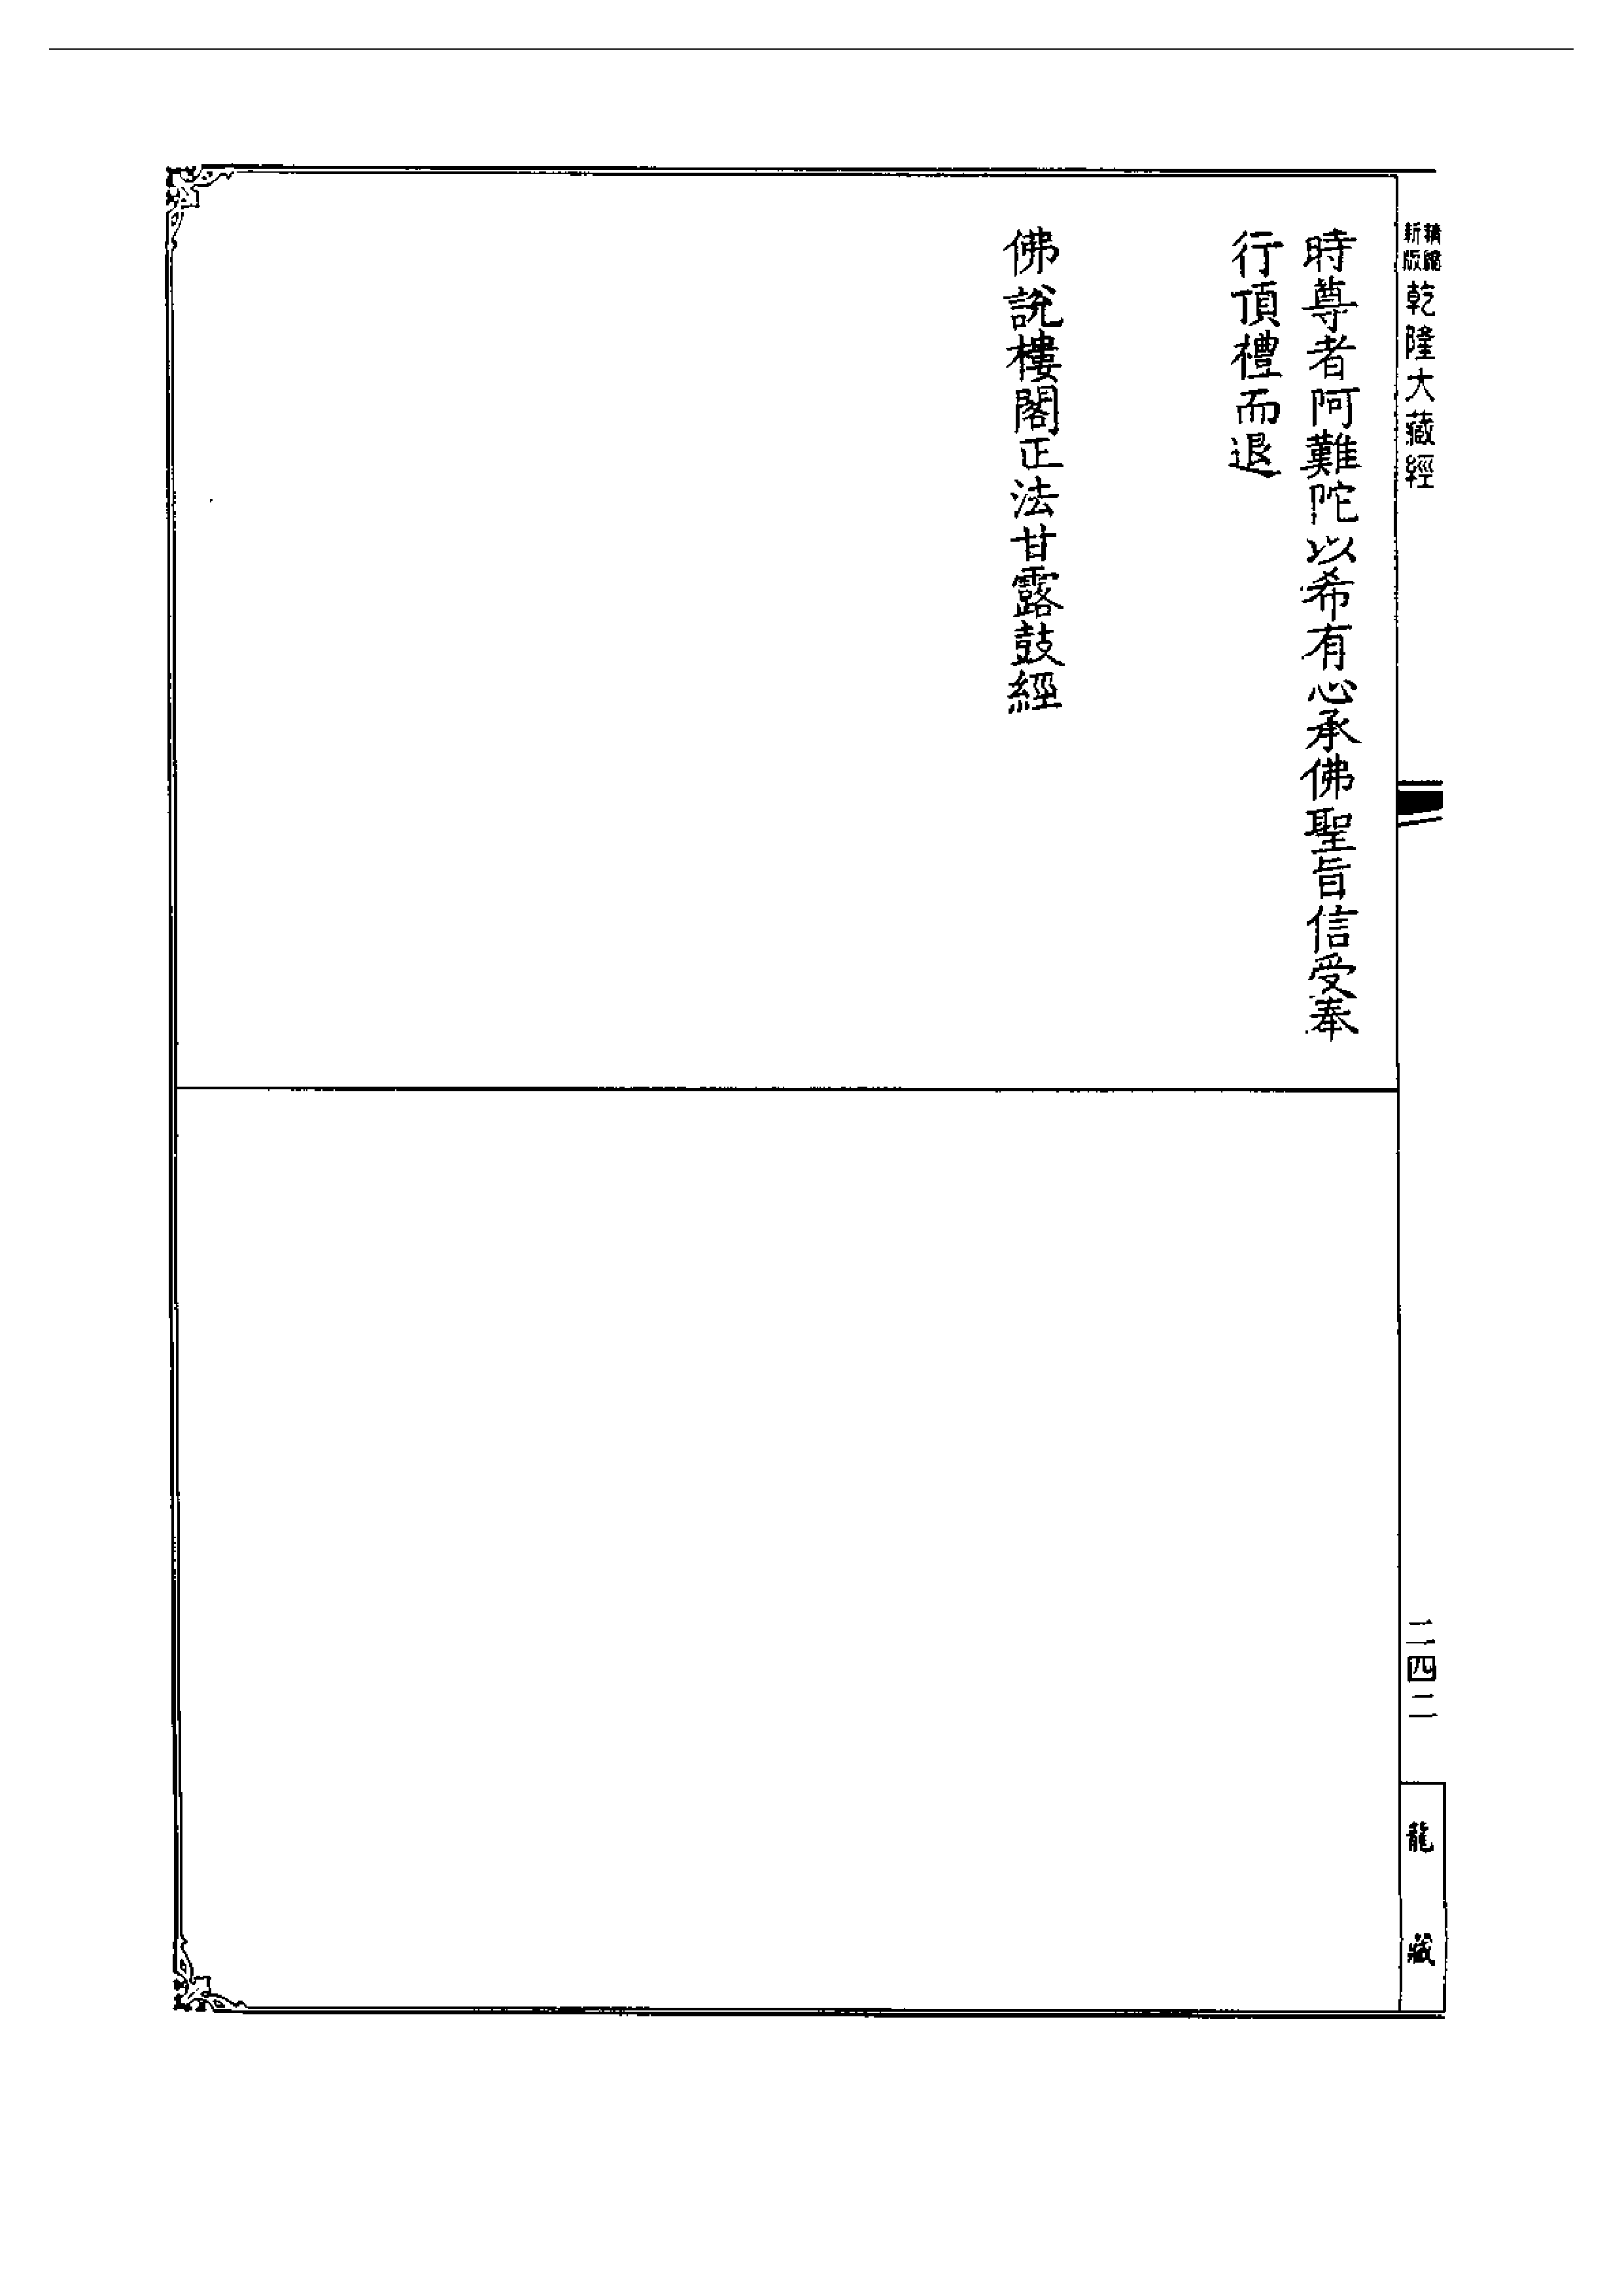 新版精縮乾隆大藏經
時尊者阿難陀以希有心承佛聖旨信受奉
行頂禮而退
佛說樓閣正法甘露鼓經
二四二
龍藏